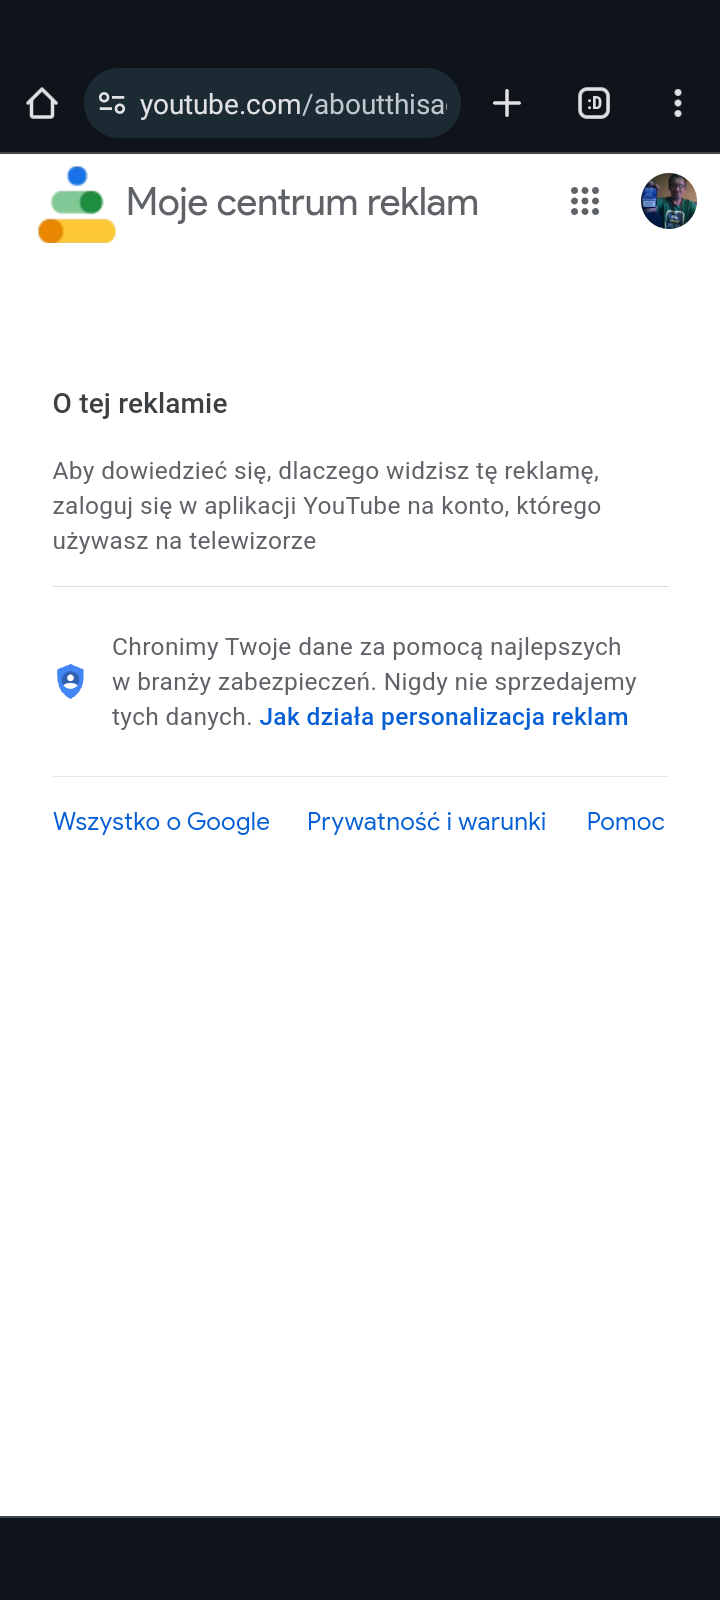 youtube.com/aboutthisa
:D
Moje centrum reklam
O tej reklamie
Aby dowiedzieć się, dlaczego widzisz tę reklamę,
zaloguj się w aplikacji YouTube na konto, którego
używasz na telewizorze
Chronimy Twoje dane za pomocą najlepszych
w branży zabezpieczeń. Nigdy nie sprzedajemy
tych danych. Jak działa personalizacja reklam
Wszystko o Google Prywatność i warunki Pomoc